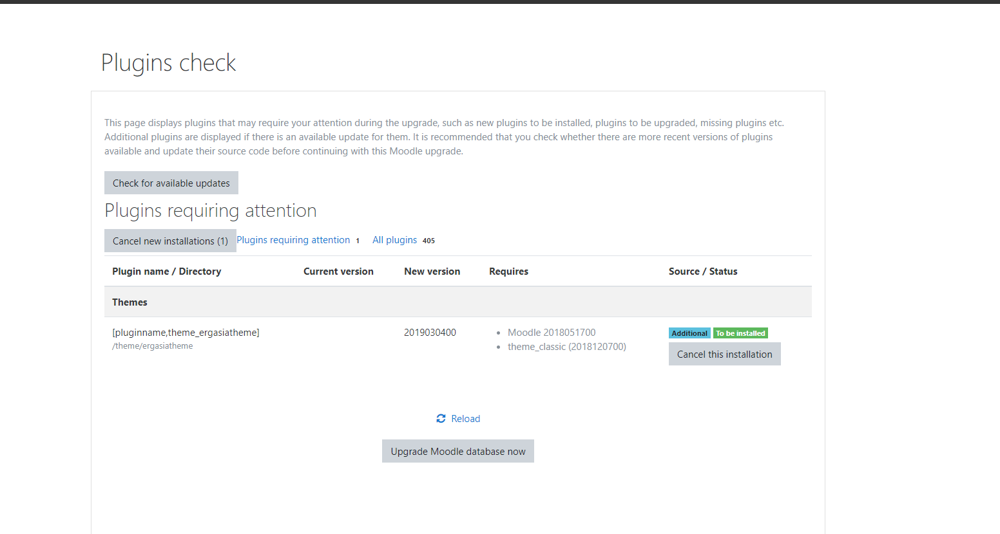 Plugins check
This page displays plugins that may require your attention during the upgrade, such as new plugins to be installed, plugins to be upgraded, missing plugins etc.
Additional plugins are displayed if there is an available update for them. It is recommended that you check whether there are more recent versions of plugins
available and update their source code before continuing with this Moodle upgrade.
Check for available updates
Plugins requiring attention
Cancel new installations (1) Plugins requiring attention 1 All plugins 405
Plugin name / Directory Current version New version Requires Source / Status
Themes
[pluginname,theme_ergasiatheme] 2019030400 • Moodle 2018051700 Additional To be installed
/theme/ergasiatheme • theme_classic (2018120700)
Cancel this installation
Reload
Upgrade Moodle database now